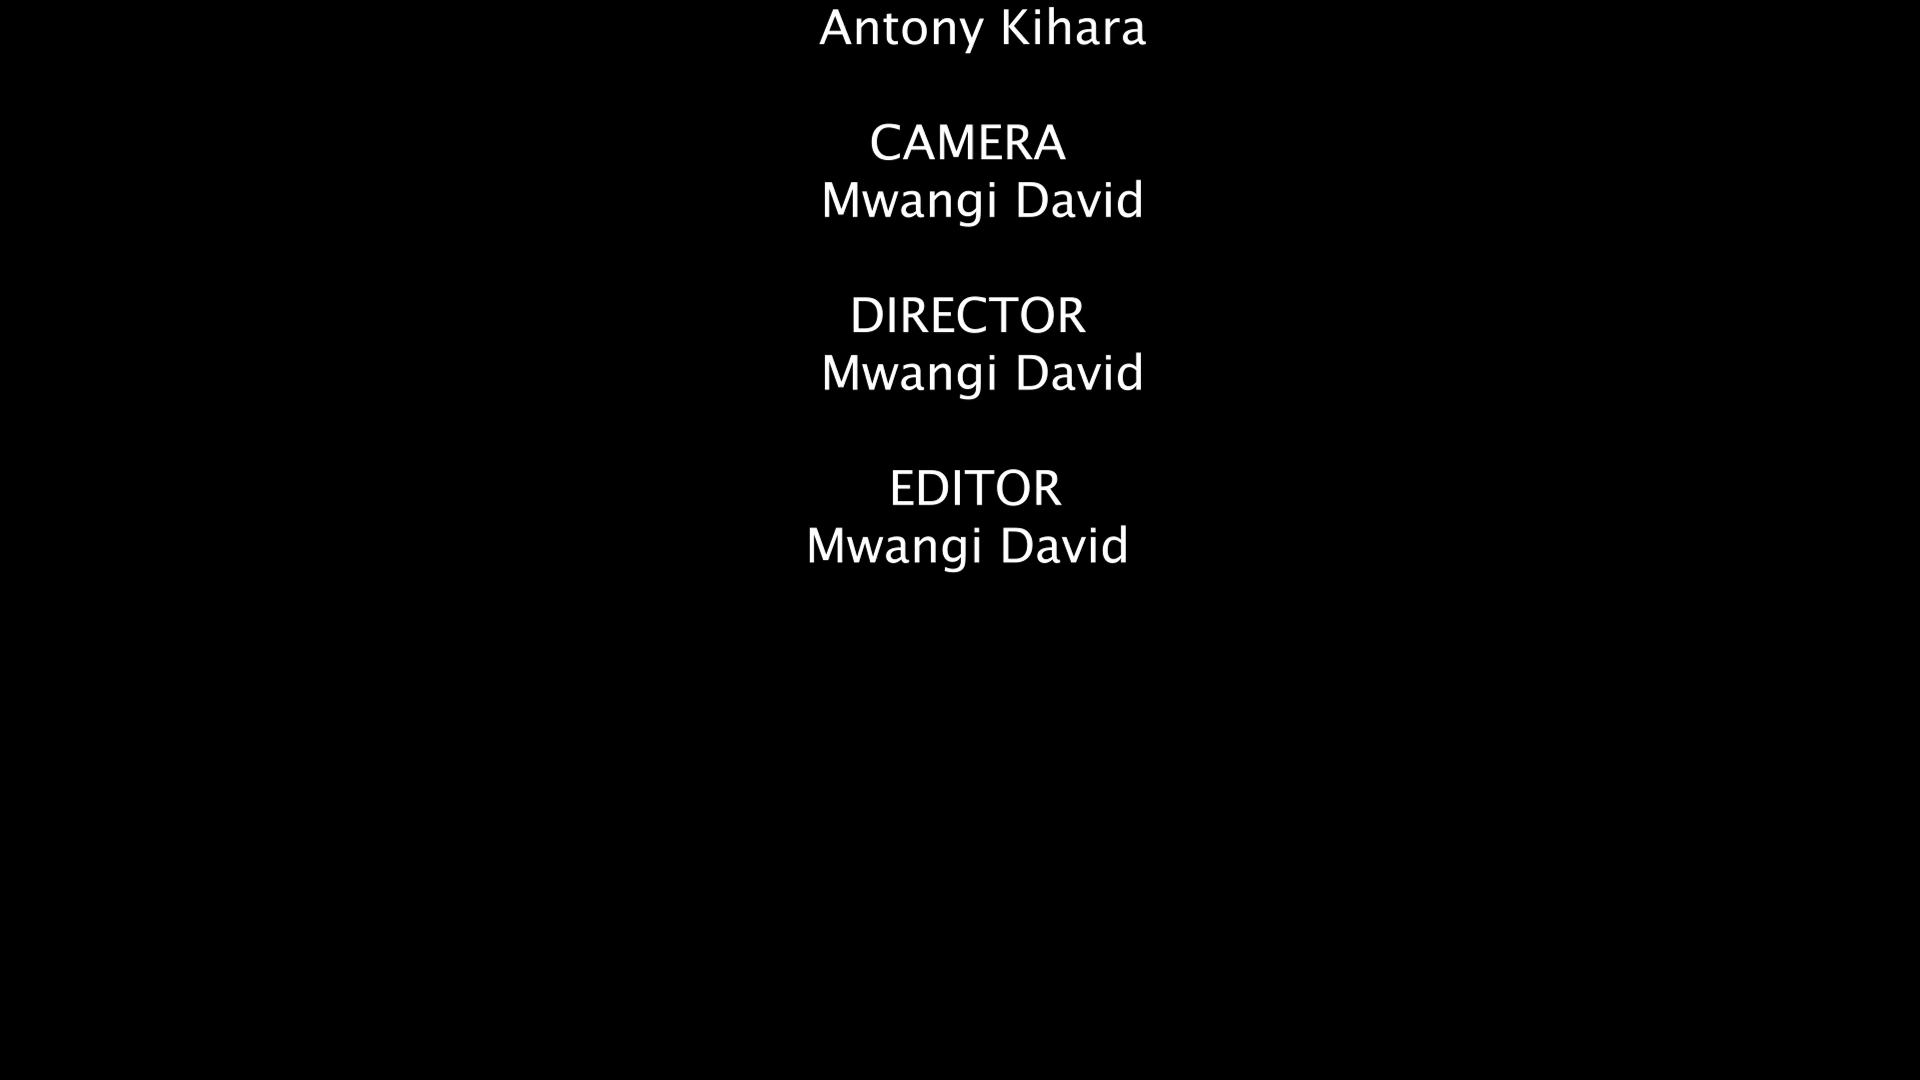 Antony Kihara
CAMERA
Mwangi David
DIRECTOR
Mwangi David
EDITOR
Mwangi David